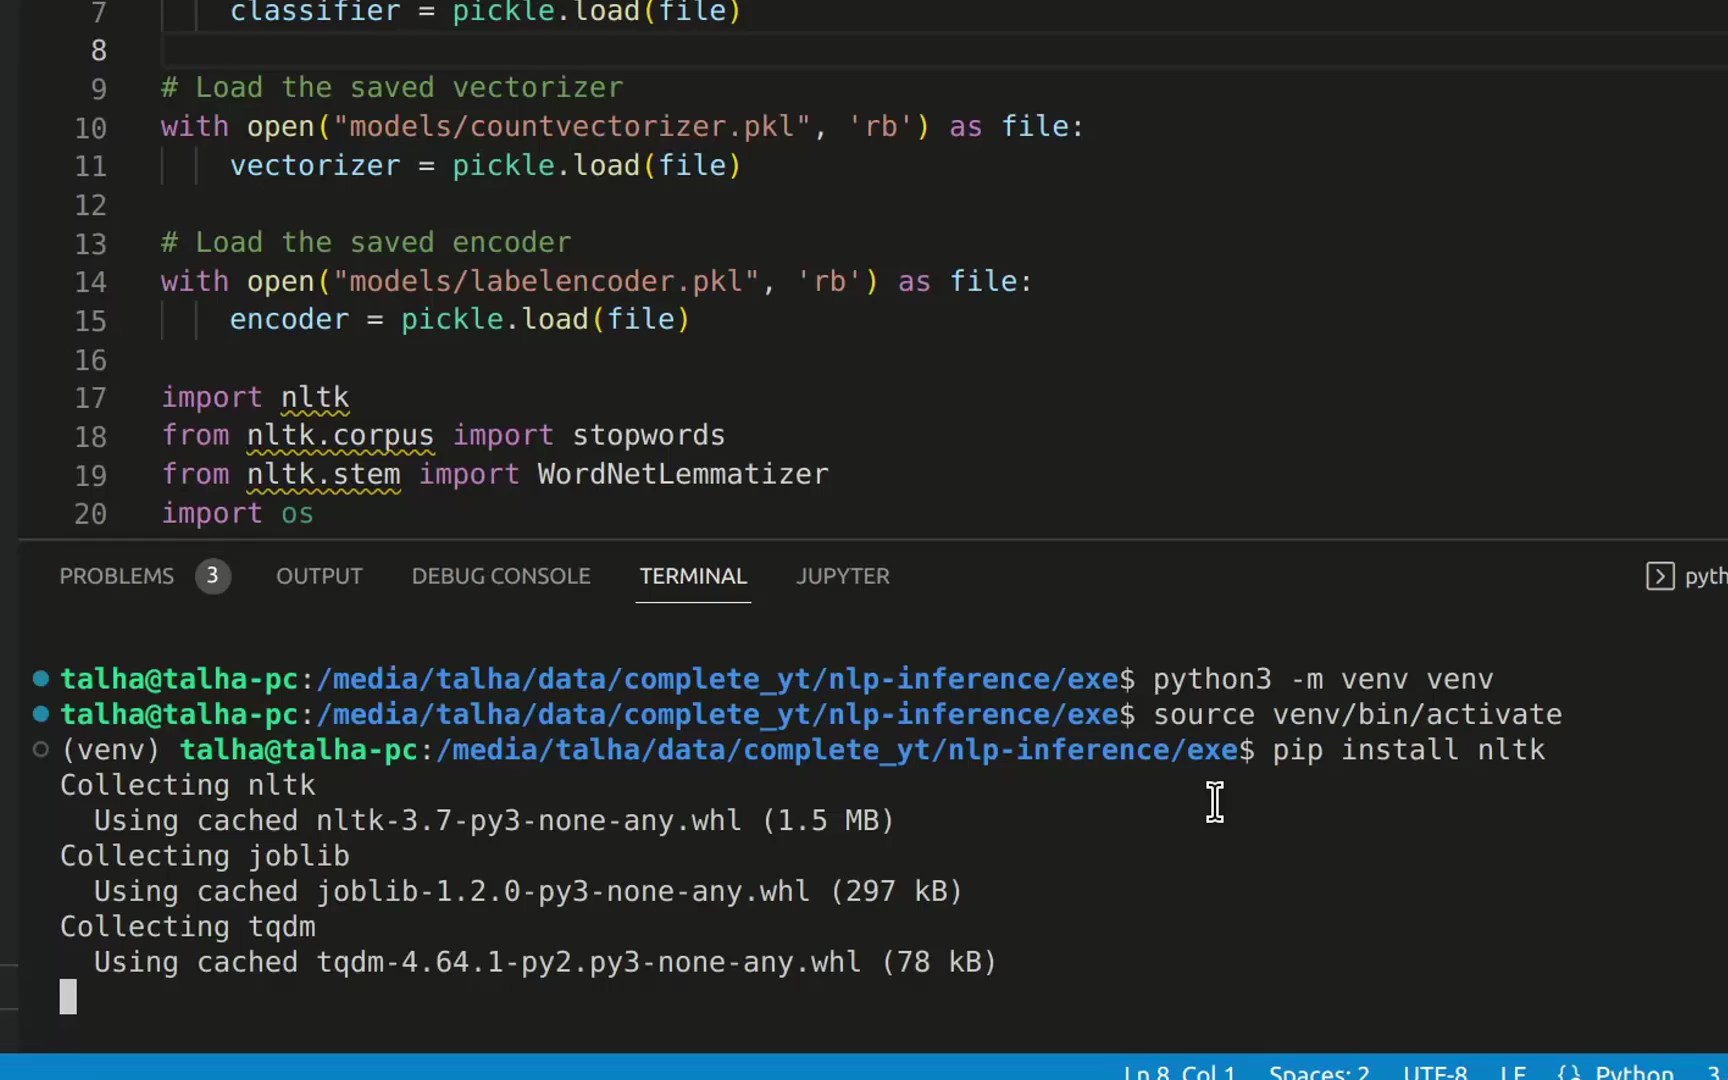 7 classifier = pickle.load(file)
8
9 # Load the saved vectorizer
10 with open("models/countvectorizer.pkl", 'rb') as file:
11 vectorizer = pickle.load(file)
12
13 # Load the saved encoder
14 with open("models/labelencoder.pkl", 'rb') as file:
15 encoder = pickle.load(file)
16
17 import nltk
18 from nltk.corpus import stopwords
19 from nltk.stem import WordNetLemmatizer
20 import os
PROBLEMS 3 OUTPUT DEBUG CONSOLE TERMINAL JUPYTER
talha@talha-pc:/media/talha/data/complete_yt/nlp-inference/exe$ python3 -m venv venv
talha@talha-pc:/media/talha/data/complete_yt/nlp-inference/exe$ source venv/bin/activate
(venv) talha@talha-pc:/media/talha/data/complete_yt/nlp-inference/exe$ pip install nltk
Collecting nltk
Using cached nltk-3.7-py3-none-any.whl (1.5 MB)
Collecting joblib
Using cached joblib-1.2.0-py3-none-any.whl (297 kB)
Collecting tqdm
Using cached tqdm-4.64.1-py2.py3-none-any.whl (78 kB)
Ln 8, Col 1 Spaces: 2 UTF-8 LF {} Python 3